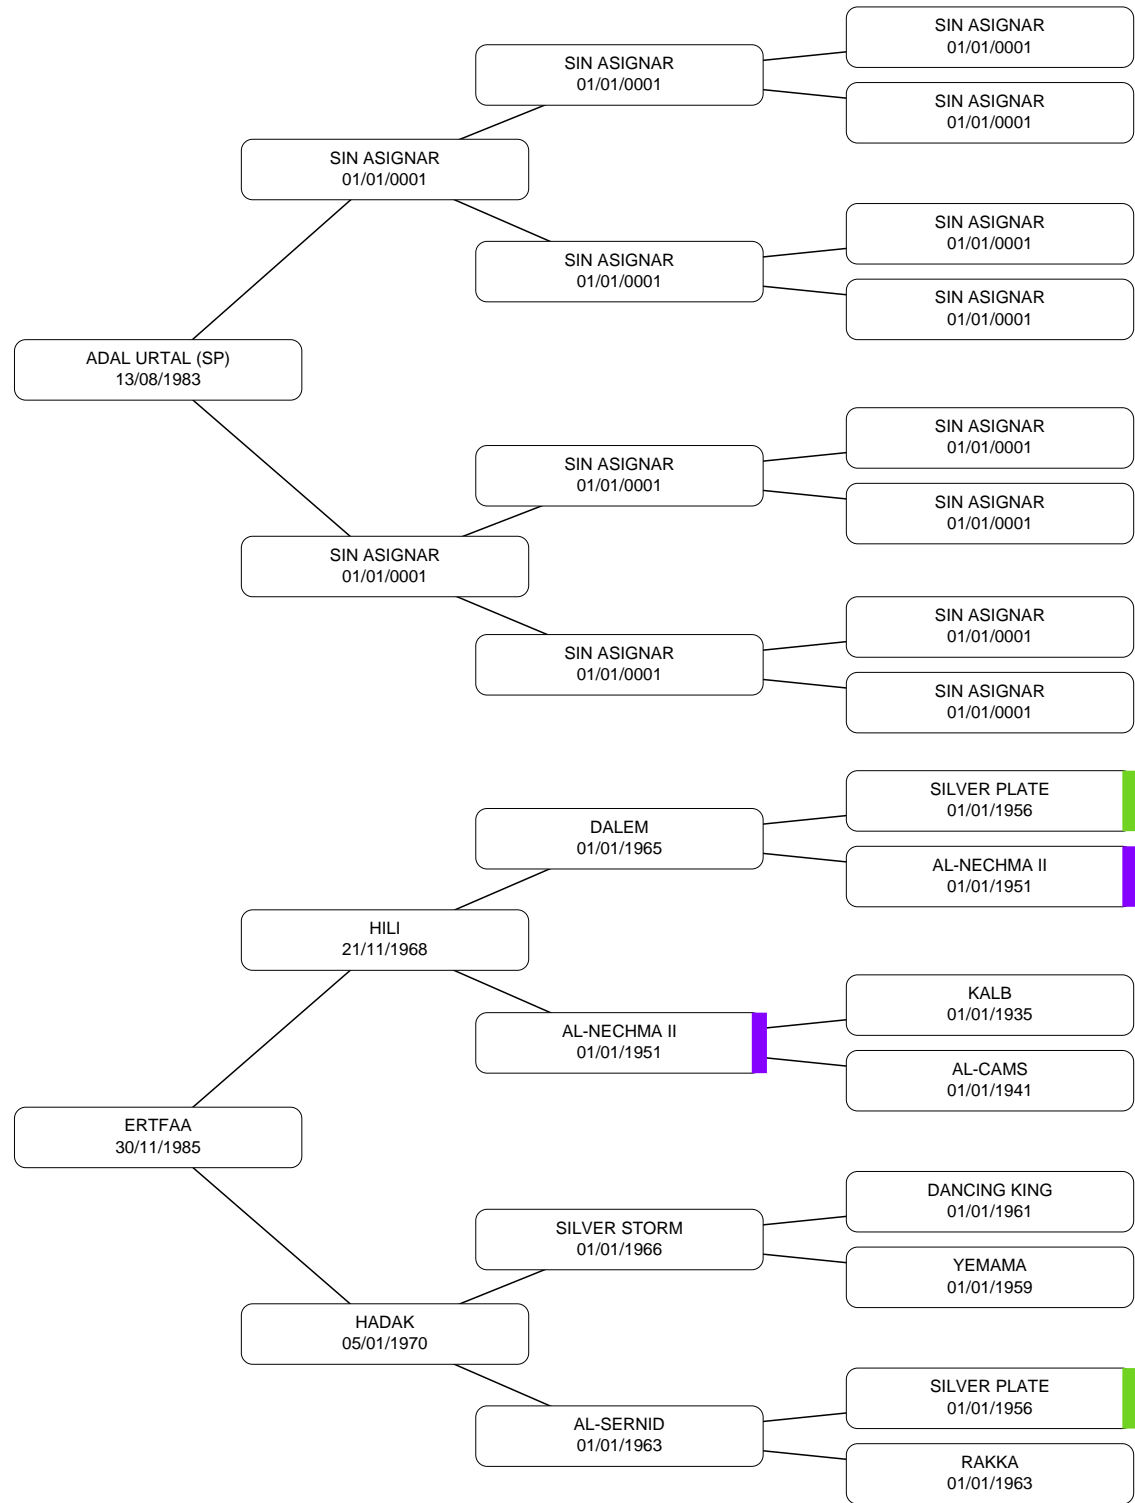 SIN ASIGNAR
01/01/0001
SIN ASIGNAR
01/01/0001
SIN ASIGNAR
01/01/0001
SIN ASIGNAR
01/01/0001
SIN ASIGNAR
01/01/0001
SIN ASIGNAR
01/01/0001
SIN ASIGNAR
01/01/0001
ADAL URTAL (SP)
13/08/1983
SIN ASIGNAR
01/01/0001
SIN ASIGNAR
01/01/0001
SIN ASIGNAR
01/01/0001
SIN ASIGNAR
01/01/0001
SIN ASIGNAR
01/01/0001
SIN ASIGNAR
01/01/0001
SIN ASIGNAR
01/01/0001
SILVER PLATE
01/01/1956
DALEM
01/01/1965
AL-NECHMA II
01/01/1951
HILI
21/11/1968
KALB
01/01/1935
AL-NECHMA II
01/01/1951
AL-CAMS
01/01/1941
ERTFAA
30/11/1985
DANCING KING
01/01/1961
SILVER STORM
01/01/1966
YEMAMA
01/01/1959
HADAK
05/01/1970
SILVER PLATE
01/01/1956
AL-SERNID
01/01/1963
RAKKA
01/01/1963